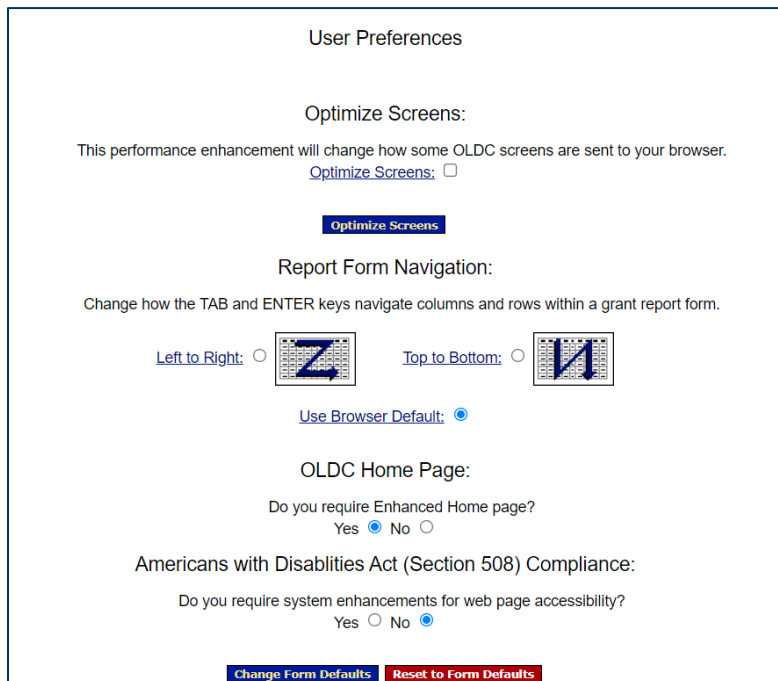 User Preferences
Optimize Screens:
This performance enhancement will change how some OLDC screens are sent to your browser.
Optimize Screens:
Optimize Screens
Report Form Navigation:
Change how the TAB and ENTER keys navigate columns and rows within a grant report form.
Left to Right: Top to Bottom:
Use Browser Default:
OLDC Home Page:
Do you require Enhanced Home page?
Yes No
Americans with Disablities Act (Section 508) Compliance:
Do you require system enhancements for web page accessibility?
Yes No
Change Form Defaults Reset to Form Defaults